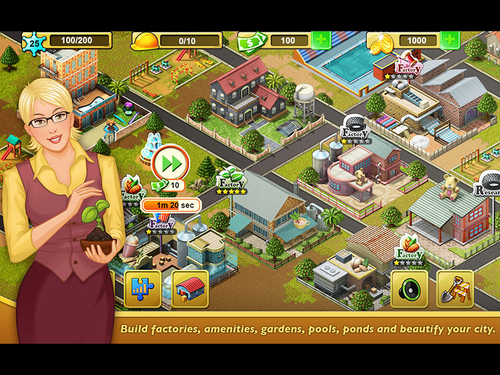 25
100/200
0/10
100
1000
Factory
Factory
Factory
10
1m 20 sec
Factory
Factory
Factory
Build factories, amenities, gardens, pools, ponds and beautify your city.